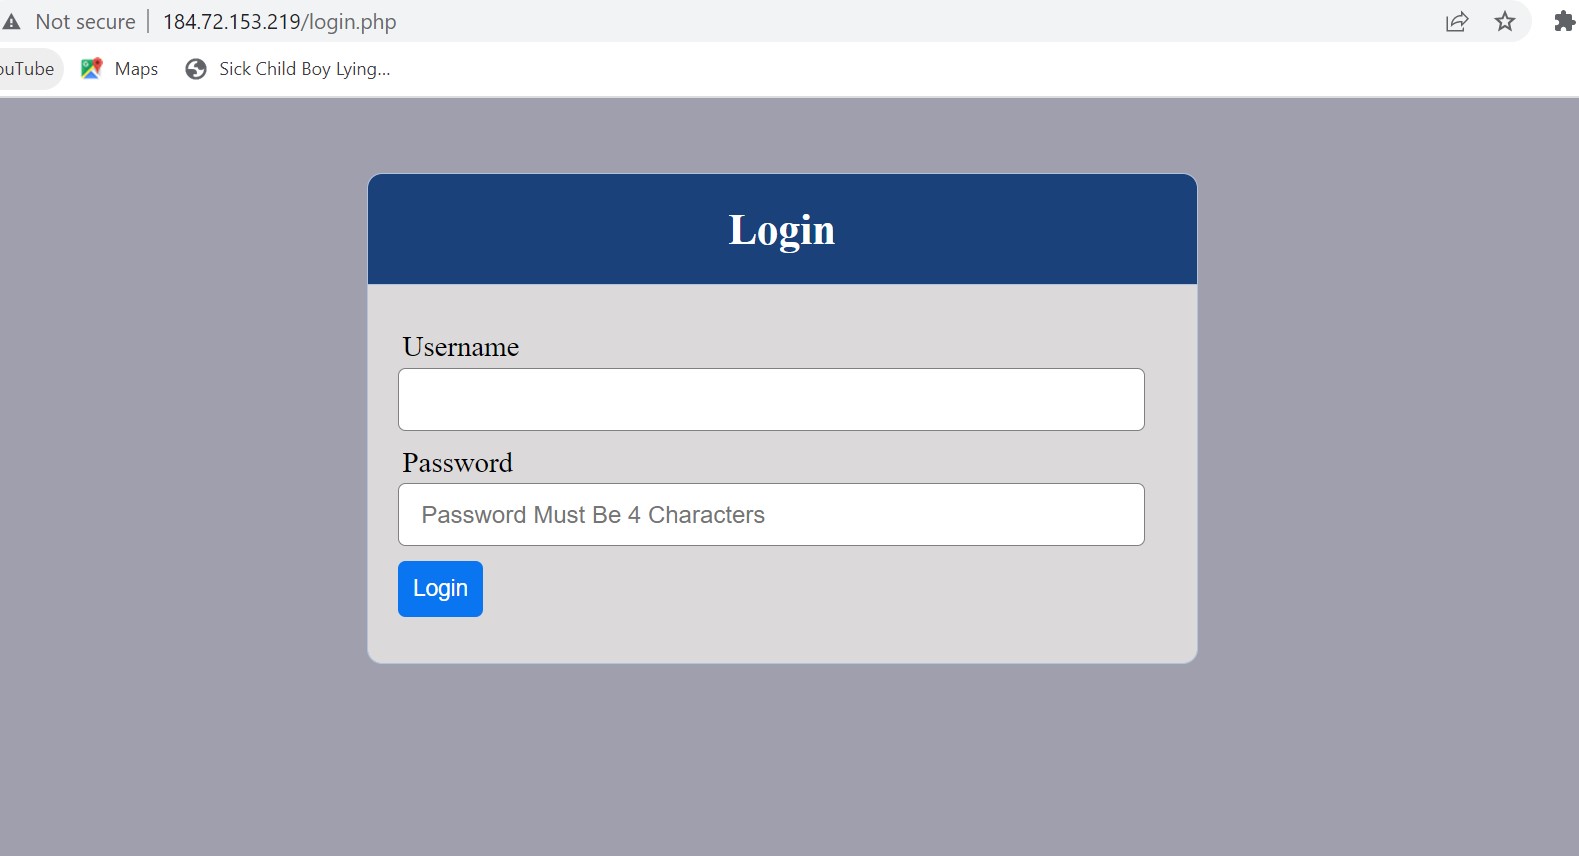 Not secure 184.72.153.219/login.php
ouTube Maps Sick Child Boy Lying...
Login
Username
Password
Password Must Be 4 Characters
Login